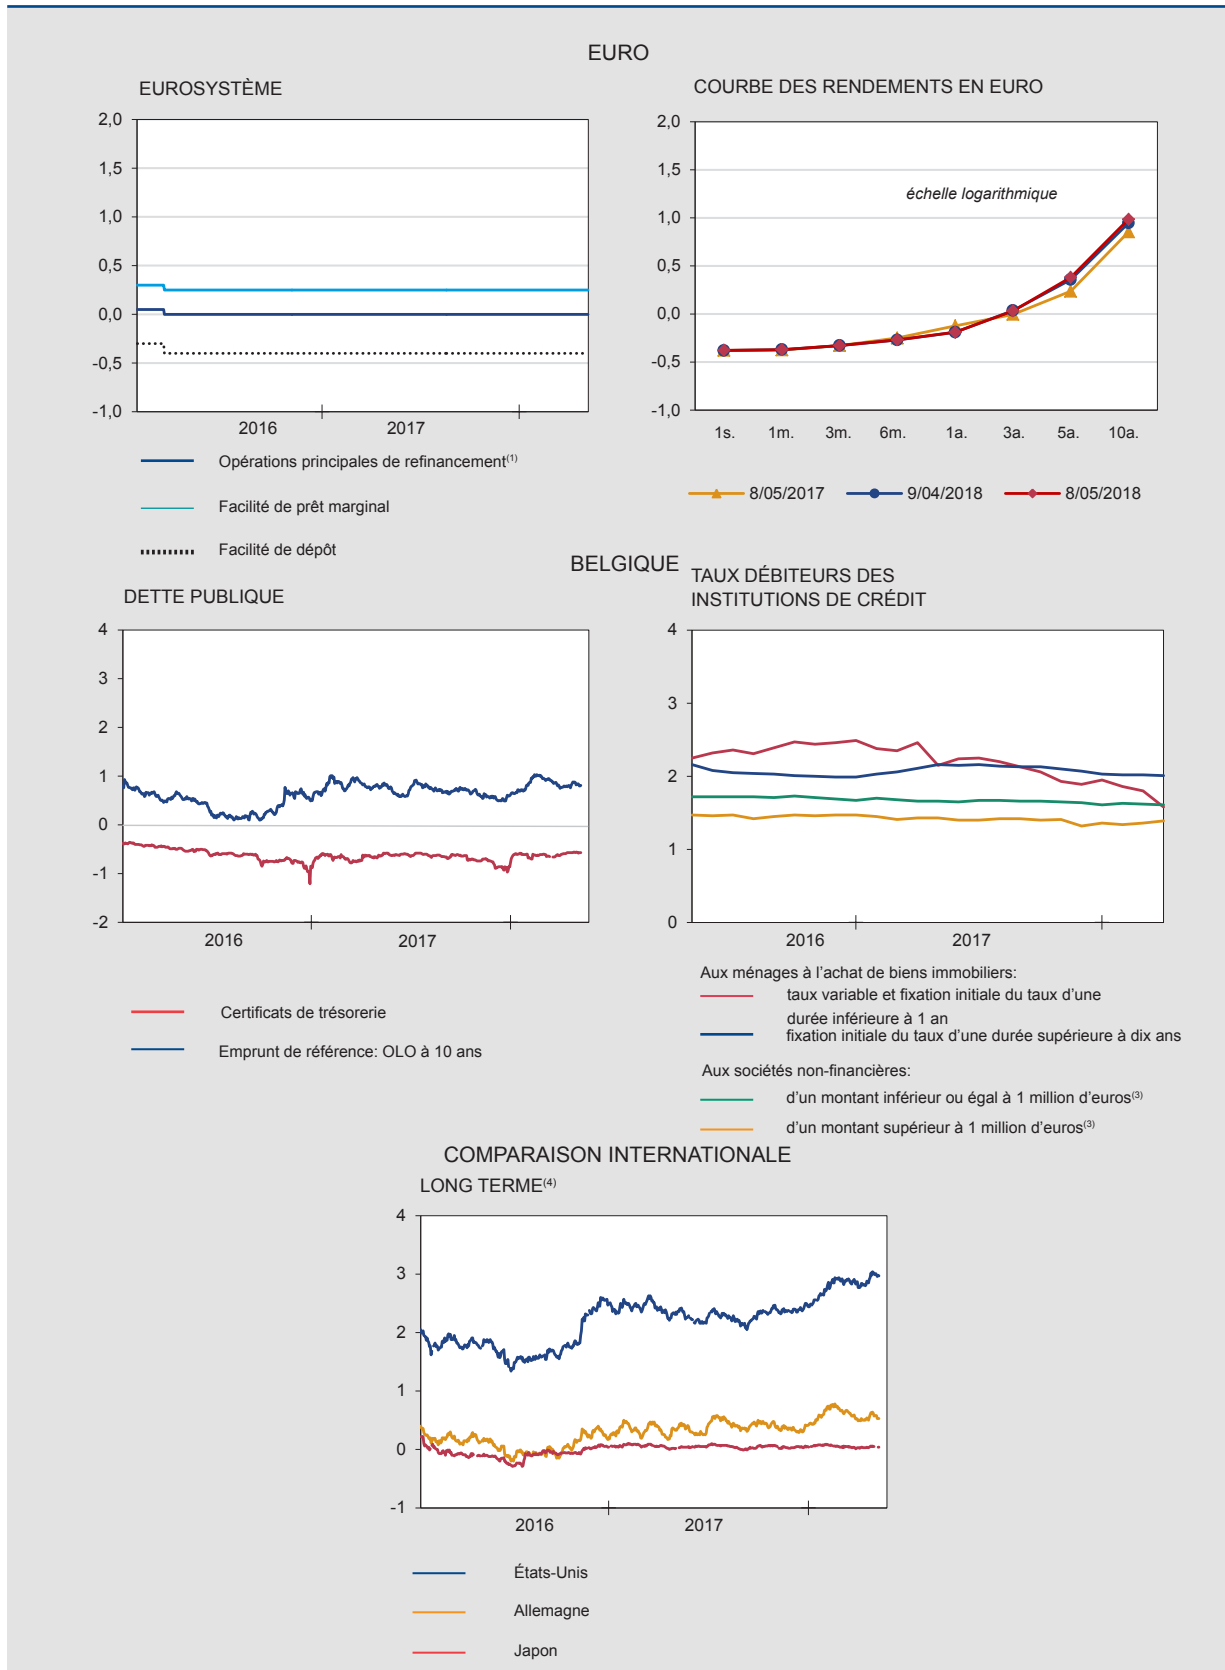 EURO
EUROSYSTÈME
2,0
1,5
1,0
0,5
0,0
-0,5
-1,0
2016 2017
Opérations principales de refinancement(1)
Facilité de prêt marginal
Facilité de dépôt
COURBE DES RENDEMENTS EN EURO
2,0
1,5
1,0
0,5
0,0
-0,5
-1,0
échelle logarithmique
1s. 1m. 3m. 6m. 1a. 3a. 5a. 10a.
8/05/2017 9/04/2018 8/05/2018
BELGIQUE
DETTE PUBLIQUE
4
3
2
1
0
-1
-2
2016 2017
Certificats de trésorerie
Emprunt de référence: OLO à 10 ans
TAUX DÉBITEURS DES
INSTITUTIONS DE CRÉDIT
4
3
2
1
0
2016 2017
Aux ménages à l'achat de biens immobiliers:
taux variable et fixation initiale du taux d'une
durée inférieure à 1 an
fixation initiale du taux d'une durée supérieure à dix ans
Aux sociétés non-financières:
d'un montant inférieur ou égal à 1 million d'euros(3)
d'un montant supérieur à 1 million d'euros(3)
COMPARAISON INTERNATIONALE
LONG TERME(4)
4
3
2
1
0
-1
2016 2017
États-Unis
Allemagne
Japon